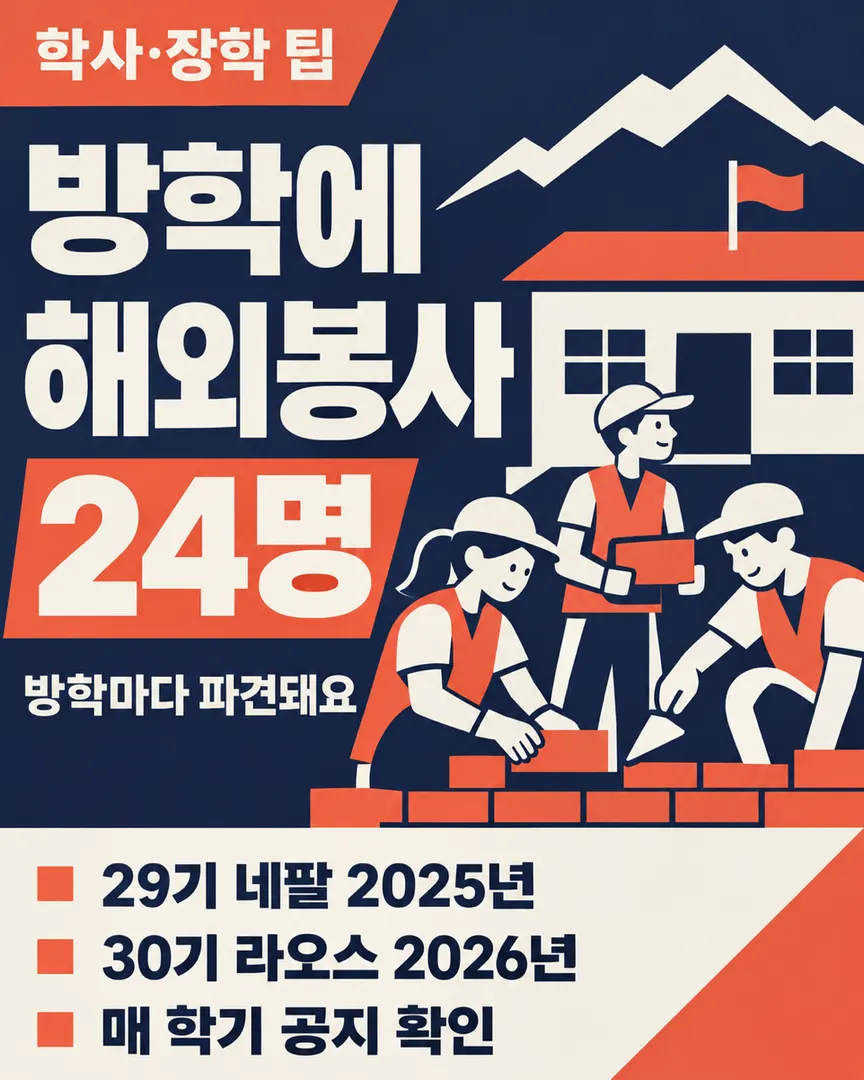 학사·장학 팁
방학에
해외봉사
24명
방학마다 파견돼요
29기 네팔 2025년
30기 라오스 2026년
매 학기 공지 확인